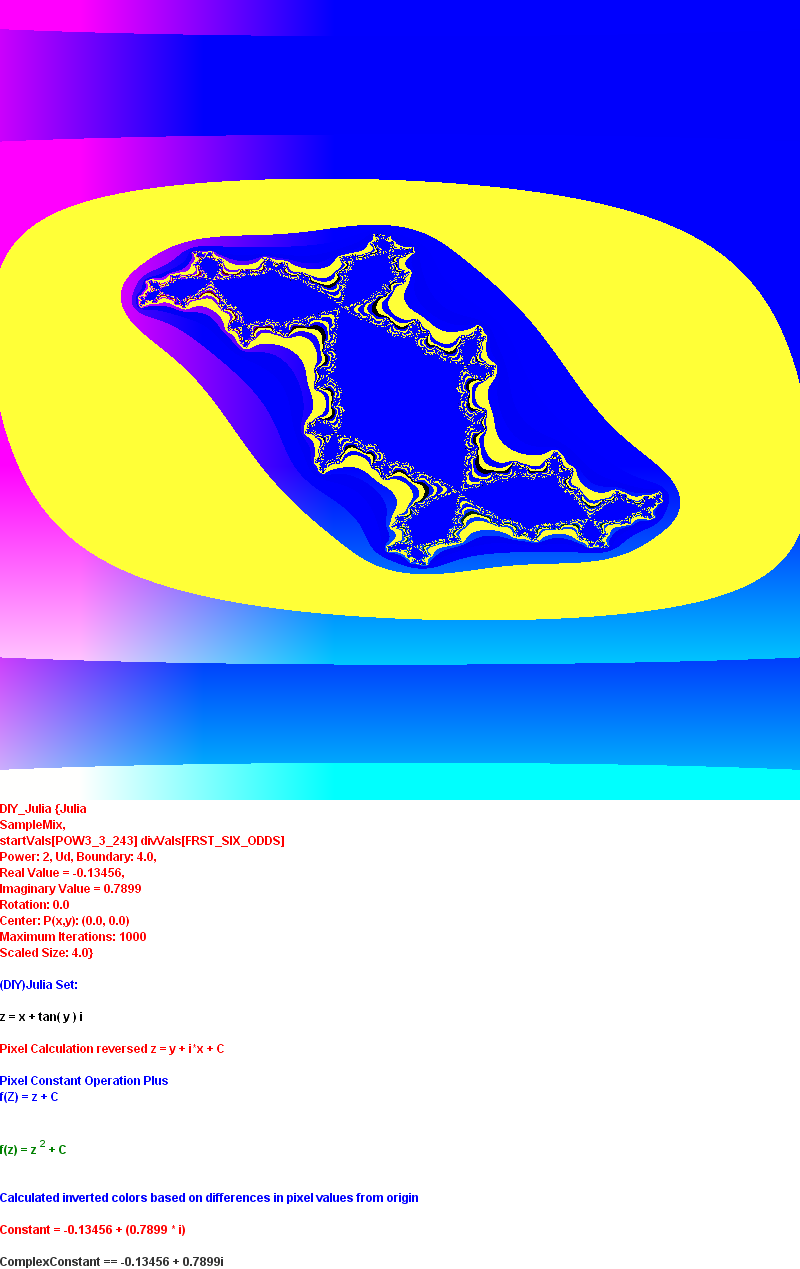 DIY_Julia {Julia
SampleMix,
startVals[POW3_3_243] divVals[FRST_SIX_ODDS]
Power: 2, Ud, Boundary: 4.0,
Real Value = -0.13456,
Imaginary Value = 0.7899
Rotation: 0.0
Center: P(x,y): (0.0, 0.0)
Maximum Iterations: 1000
Scaled Size: 4.0}
(DIY)Julia Set:
z = x + tan( y ) i
Pixel Calculation reversed z = y + i*x + C
Pixel Constant Operation Plus
f(Z) = z + C
f(z) = z 2 + C
Calculated inverted colors based on differences in pixel values from origin
Constant = -0.13456 + (0.7899 * i)
ComplexConstant == -0.13456 + 0.7899i